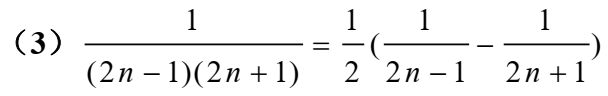 （3） \frac{1}{(2n-1)(2n+1)} = \frac{1}{2}(\frac{1}{2n-1} - \frac{1}{2n+1})